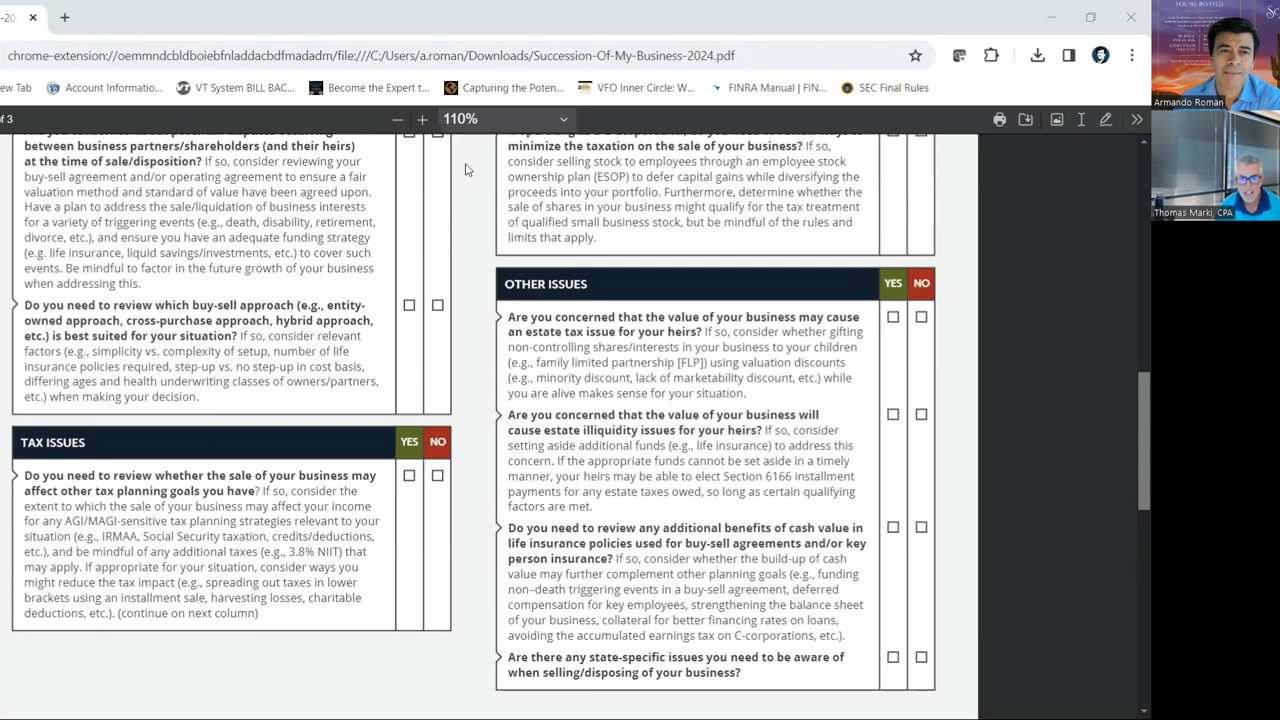 -20
New Tab
Account Informatio...
VT System BILL BAC...
Become the Expert t...
Capturing the Poten...
VFO Inner Circle: W...
FINRA Manual | FIN...
SEC Final Rules
of 3
110%
between business partners/shareholders (and their heirs)
at the time of sale/disposition? If so, consider reviewing your
buy-sell agreement and/or operating agreement to ensure a fair
valuation method and standard of value have been agreed upon.
Have a plan to address the sale/liquidation of business interests
for a variety of triggering events (e.g., death, disability, retirement,
divorce, etc.), and ensure you have an adequate funding strategy
(e.g. life insurance, liquid savings/investments, etc.) to cover such
events. Be mindful to factor in the future growth of your business
when addressing this.
Do you need to review which buy-sell approach (e.g., entity-
owned approach, cross-purchase approach, hybrid approach,
etc.) is best suited for your situation? If so, consider relevant
factors (e.g., simplicity vs. complexity of setup, number of life
insurance policies required, step-up vs. no step-up in cost basis,
differing ages and health underwriting classes of owners/partners,
etc.) when making your decision.
TAX ISSUES YES NO
Do you need to review whether the sale of your business may
affect other tax planning goals you have? If so, consider the
extent to which the sale of your business may affect your income
for any AGI/MAGI-sensitive tax planning strategies relevant to your
situation (e.g., IRMAA, Social Security taxation, credits/deductions,
etc.), and be mindful of any additional taxes (e.g., 3.8% NIIT) that
may apply. If appropriate for your situation, consider ways you
might reduce the tax impact (e.g., spreading out taxes in lower
brackets using an installment sale, harvesting losses, charitable
deductions, etc.). (continue on next column)
minimize the taxation on the sale of your business? If so,
consider selling stock to employees through an employee stock
ownership plan (ESOP) to defer capital gains while diversifying the
proceeds into your portfolio. Furthermore, determine whether the
sale of shares in your business might qualify for the tax treatment
of qualified small business stock, but be mindful of the rules and
limits that apply.
OTHER ISSUES YES NO
Are you concerned that the value of your business may cause
an estate tax issue for your heirs? If so, consider whether gifting
non-controlling shares/interests in your business to your children
(e.g., family limited partnership [FLP]) using valuation discounts
(e.g., minority discount, lack of marketability discount, etc.) while
you are alive makes sense for your situation.
Are you concerned that the value of your business will
cause estate illiquidity issues for your heirs? If so, consider
setting aside additional funds (e.g., life insurance) to address this
concern. If the appropriate funds cannot be set aside in a timely
manner, your heirs may be able to elect Section 6166 installment
payments for any estate taxes owed, so long as certain qualifying
factors are met.
Do you need to review any additional benefits of cash value in
life insurance policies used for buy-sell agreements and/or key
person insurance? If so, consider whether the build-up of cash
value may further complement other planning goals (e.g., funding
non–death triggering events in a buy-sell agreement, deferred
compensation for key employees, strengthening the balance sheet
of your business, collateral for better financing rates on loans,
avoiding the accumulated earnings tax on C-corporations, etc.).
Are there any state-specific issues you need to be aware of
when selling/disposing of your business?
YOU'RE INVITED
Armando Roman
Thomas Marki, CPA